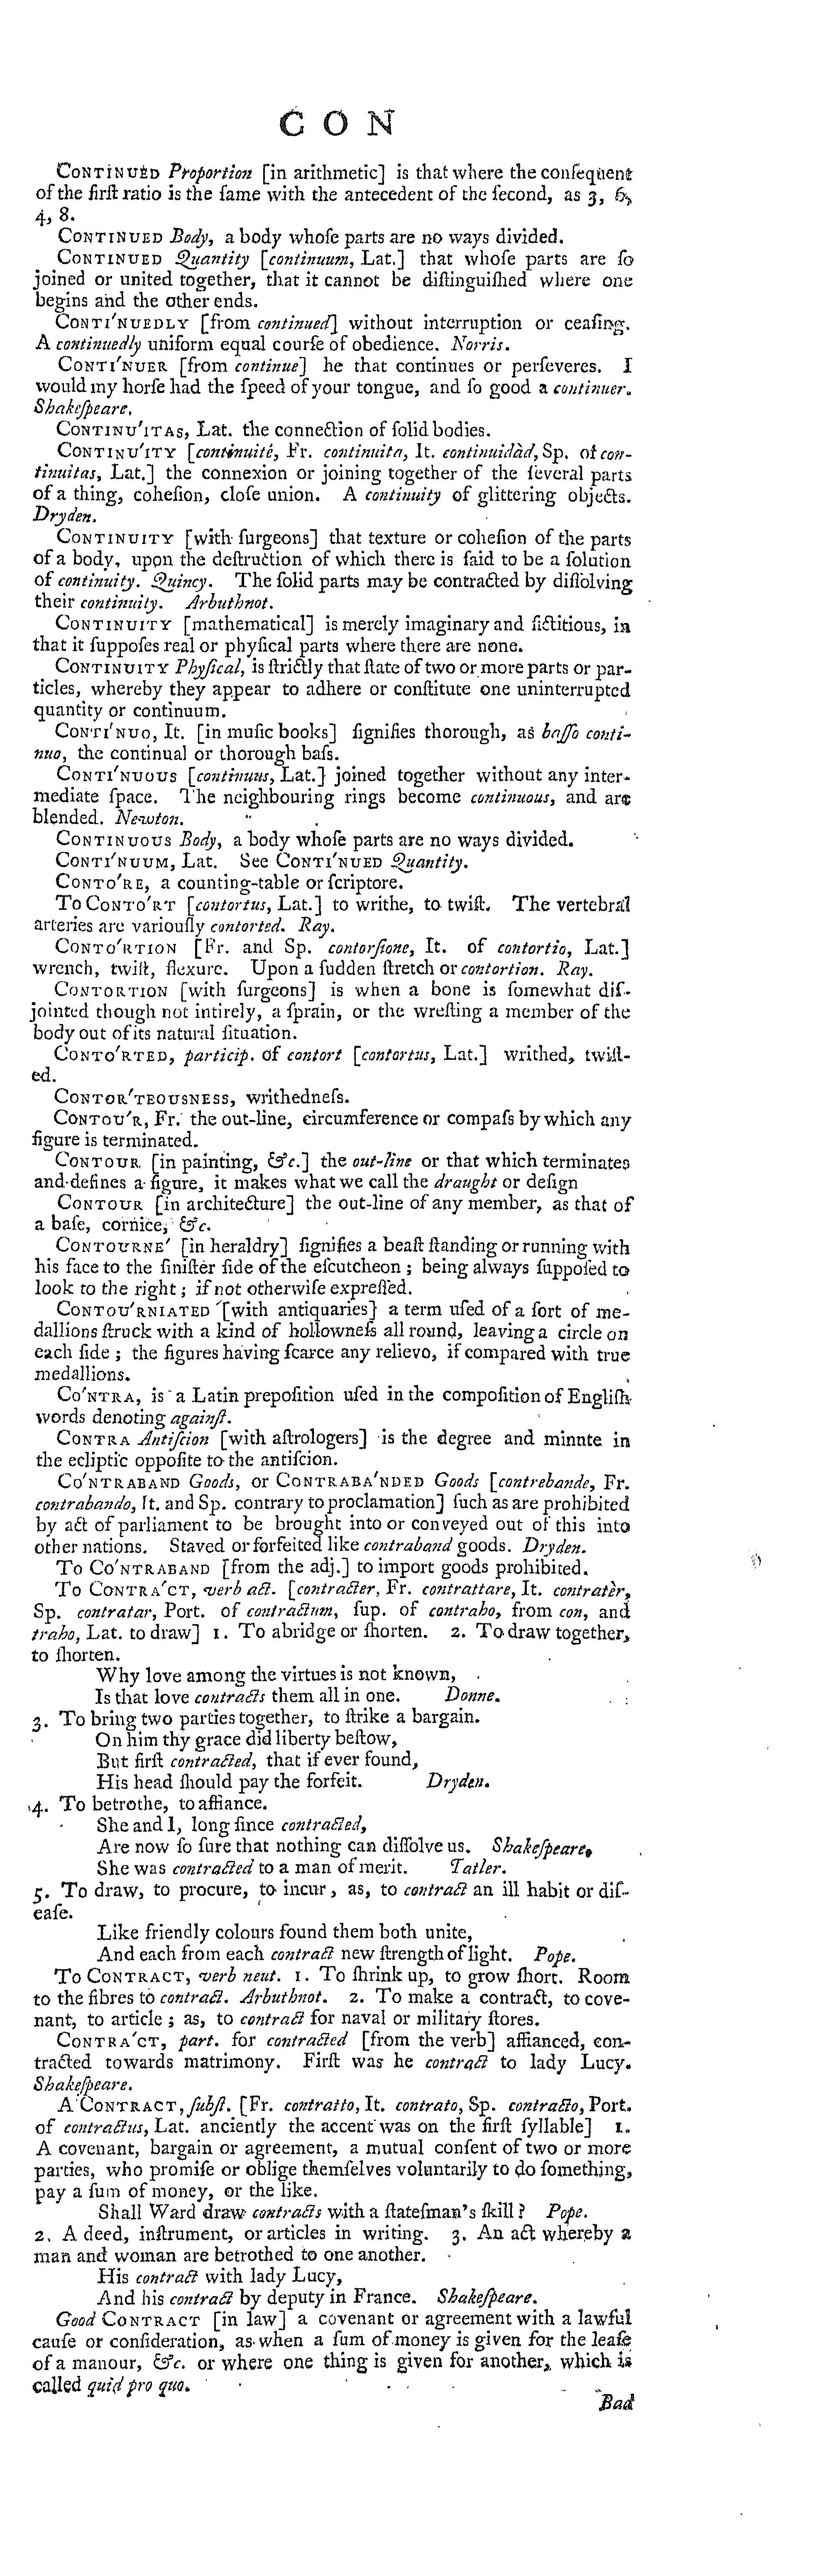 C O N
CONTINUED Proportion [in arithmetic] is that where the conſequent
of the firſt ratio is the ſame with the antecedent of the ſecond, as 3, 6,
4, 8.
CONTINUED Body, a body whoſe parts are no ways divided.
CONTINUED Quantity [continuum, Lat.] that whoſe parts are ſo
joined or united together, that it cannot be diſtinguiſhed where one
begins and the other ends.
CONTI'NUEDLY [from continued] without interruption or ceaſing.
A continuedly uniform equal courſe of obedience. Norris.
CONTI'NUER [from continue] he that continues or perſeveres. I
would my horſe had the ſpeed of your tongue, and ſo good a continuer.
Shakeſpeare.
CONTINU'ITAS, Lat. the connection of ſolid bodies.
CONTINU'ITY [continuité, Fr. continuita, It. continuidàd, Sp. of con-
tinuitas, Lat.] the connexion or joining together of the ſeveral parts
of a thing, coheſion, cloſe union. A continuity of glittering objects.
Dryden.
CONTINUITY [with ſurgeons] that texture or coheſion of the parts
of a body, upon the deſtruction of which there is ſaid to be a ſolution
of continuity. Quincy. The ſolid parts may be contracted by diſſolving
their continuity. Arbuthnot.
CONTINUITY [mathematical] is merely imaginary and fictitious, in
that it ſuppoſes real or phyſical parts where there are none.
CONTINUITY Phyſical, is ſtrictly that ſtate of two or more parts or par-
ticles, whereby they appear to adhere or conſtitute one uninterrupted
quantity or continuum.
CONTI'NUO, It. [in muſic books] ſignifies thorough, as baſſo conti-
nuo, the continual or thorough baſs.
CONTI'NUOUS [continuus, Lat.] joined together without any inter-
mediate ſpace. The neighbouring rings become continuous, and are
blended. Newton.
CONTINUOUS Body, a body whoſe parts are no ways divided.
CONTI'NUUM, Lat. See CONTI'NUED Quantity.
CONTO'RE, a counting-table or ſcriptore.
To CONTO'RT [contortus, Lat.] to writhe, to twiſt. The vertebral
arteries are variouſly contorted. Ray.
CONTO'RTION [Fr. and Sp. contorſione, It. of contortio, Lat.]
wrench, twiſt, flexure. Upon a ſudden ſtretch or contortion. Ray.
CONTORTION [with ſurgeons] is when a bone is ſomewhat diſ-
jointed though not intirely, a ſprain, or the wreſting a member of the
body out of its natural ſituation.
CONTO'RTED, particip. of contort [contortus, Lat.] writhed, twiſt-
ed.
CONTOR'TEOUSNESS, writhedneſs.
CONTOU'R, Fr. the out-line, circumference or compaſs by which any
figure is terminated.
CONTOUR [in painting, &c.] the out-line or that which terminates
and defines a figure, it makes what we call the draught or deſign
CONTOUR [in architecture] the out-line of any member, as that of
a baſe, cornice, &c.
CONTOURNE' [in heraldry] ſignifies a beaſt ſtanding or running with
his face to the ſiniſter ſide of the eſcutcheon ; being always ſuppoſed to
look to the right ; if not otherwiſe expreſſed.
CONTOU'RNIATED [with antiquaries] a term uſed of a ſort of me-
dallions ſtruck with a kind of hollowneſs all round, leaving a circle on
each ſide ; the figures having ſcarce any relievo, if compared with true
medallions.
CO'NTRA, is a Latin prepoſition uſed in the compoſition of Engliſh
words denoting againſt.
CONTRA Antiſcion [with aſtrologers] is the degree and minnte in
the ecliptic oppoſite to the antiſcion.
CO'NTRABAND Goods, or CONTRABA'NDED Goods [contrebande, Fr.
contrabando, It. and Sp. contrary to proclamation] ſuch as are prohibited
by act of parliament to be brought into or conveyed out of this into
other nations. Staved or forfeited like contraband goods. Dryden.
To CO'NTRABAND [from the adj.] to import goods prohibited.
To CONTRA'CT, verb act. [contracter, Fr. contrattare, It. contratèr,
Sp. contratar, Port. of contractum, ſup. of contraho, from con, and
traho, Lat. to draw] 1. To abridge or ſhorten. 2. To draw together,
to ſhorten.
Why love among the virtues is not known,
Is that love contracts them all in one. Donne.
3. To bring two parties together, to ſtrike a bargain.
On him thy grace did liberty beſtow,
But firſt contracted, that if ever found,
His head ſhould pay the forfeit. Dryden.
4. To betrothe, to affiance.
She and I, long ſince contracted,
Are now ſo ſure that nothing can diſſolve us. Shakeſpeare.
She was contracted to a man of merit. Tatler.
5. To draw, to procure, to incur, as, to contract an ill habit or diſ-
eaſe.
Like friendly colours found them both unite,
And each from each contract new ſtrength of light. Pope.
To CONTRACT, verb neut. 1. To ſhrink up, to grow ſhort. Room
to the fibres to contract. Arbuthnot. 2. To make a contract, to cove-
nant, to article ; as, to contract for naval or military ſtores.
CONTRA'CT, part. for contracted [from the verb] affianced, con-
tracted towards matrimony. Firſt was he contract to lady Lucy.
Shakeſpeare.
A CONTRACT, ſubſt. [Fr. contratto, It. contrato, Sp. contracto, Port.
of contractus, Lat. anciently the accent was on the firſt ſyllable] 1.
A covenant, bargain or agreement, a mutual conſent of two or more
parties, who promiſe or oblige themſelves voluntarily to do ſomething,
pay a ſum of money, or the like.
Shall Ward draw contracts with a ſtateſman's ſkill ? Pope.
2. A deed, inſtrument, or articles in writing. 3. An act whereby a
man and woman are betrothed to one another.
His contract with lady Lucy,
And his contract by deputy in France. Shakeſpeare.
Good CONTRACT [in law] a covenant or agreement with a lawful
cauſe or conſideration, as when a ſum of money is given for the leaſe
of a manour, &c. or where one thing is given for another, which is
called quid pro quo.
Bad